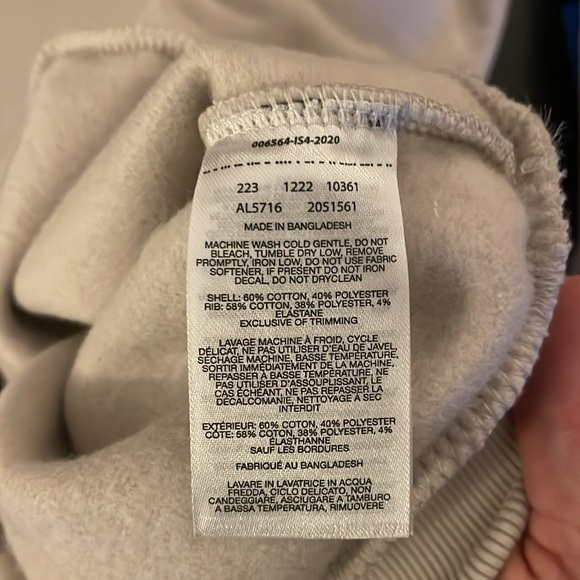 006564-IS4-2020
223 1222 10361
AL5716 2051561
MADE IN BANGLADESH
MACHINE WASH COLD GENTLE, DO NOT
BLEACH, TUMBLE DRY LOW, REMOVE
PROMPTLY, IRON LOW, DO NOT USE FABRIC
SOFTENER, IF PRESENT DO NOT IRON
DECAL, DO NOT DRYCLEAN
SHELL: 60% COTTON, 40% POLYESTER
RIB: 58% COTTON, 38% POLYESTER, 4%
ELASTANE
EXCLUSIVE OF TRIMMING
LAVAGE MACHINE À FROID, CYCLE
DÉLICAT, NE PAS UTILISER D'EAU DE JAVEL,
SÉCHAGE MACHINE, BASSE TEMPÉRATURE,
SORTIR IMMÉDIATEMENT DE LA MACHINE,
REPASSER À BASSE TEMPÉRATURE, NE
PAS UTILISER D'ASSOUPLISSANT, LE
CAS ÉCHÉANT, NE PAS REPASSER LA
DÉCALCOMANIE, NETTOYAGE À SEC
INTERDIT
EXTÉRIEUR: 60% COTON, 40% POLYESTER
CÔTE: 58% COTON, 38% POLYESTER, 4%
ÉLASTHANNE
SAUF LES BORDURES
FABRIQUÉ AU BANGLADESH
LAVARE IN LAVATRICE IN ACQUA
FREDDA, CICLO DELICATO, NON
CANDEGGIARE, ASCIUGARE A TAMBURO
A BASSA TEMPERATURA, RIMUOVERE